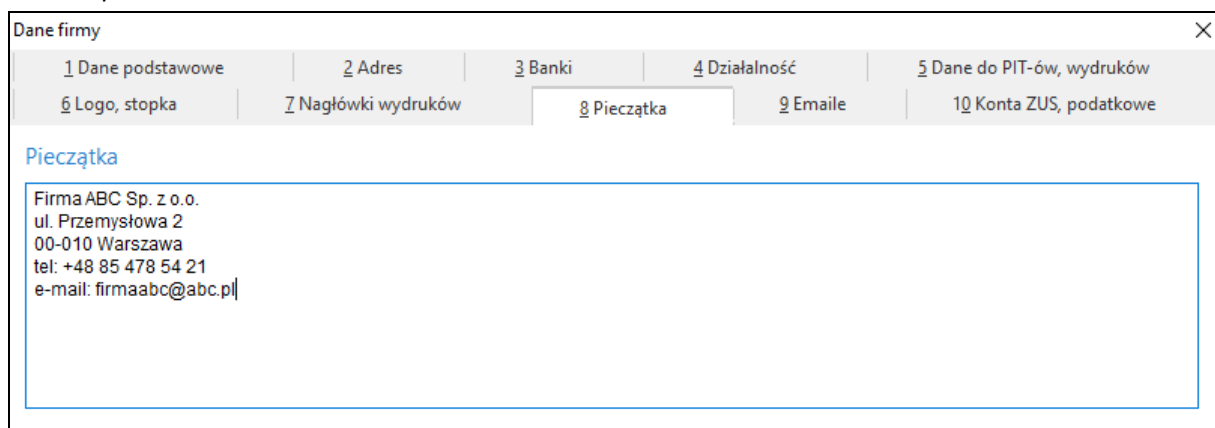 Dane firmy
1 Dane podstawowe 2 Adres 3 Banki 4 Działalność 5 Dane do PIT-ów, wydruków
6 Logo, stopka 7 Nagłówki wydruków 8 Pieczątka 9 Emaile 10 Konta ZUS, podatkowe
Pieczątka
Firma ABC Sp. z o.o.
ul. Przemysłowa 2
00-010 Warszawa
tel: +48 85 478 54 21
e-mail: firmaabc@abc.pl